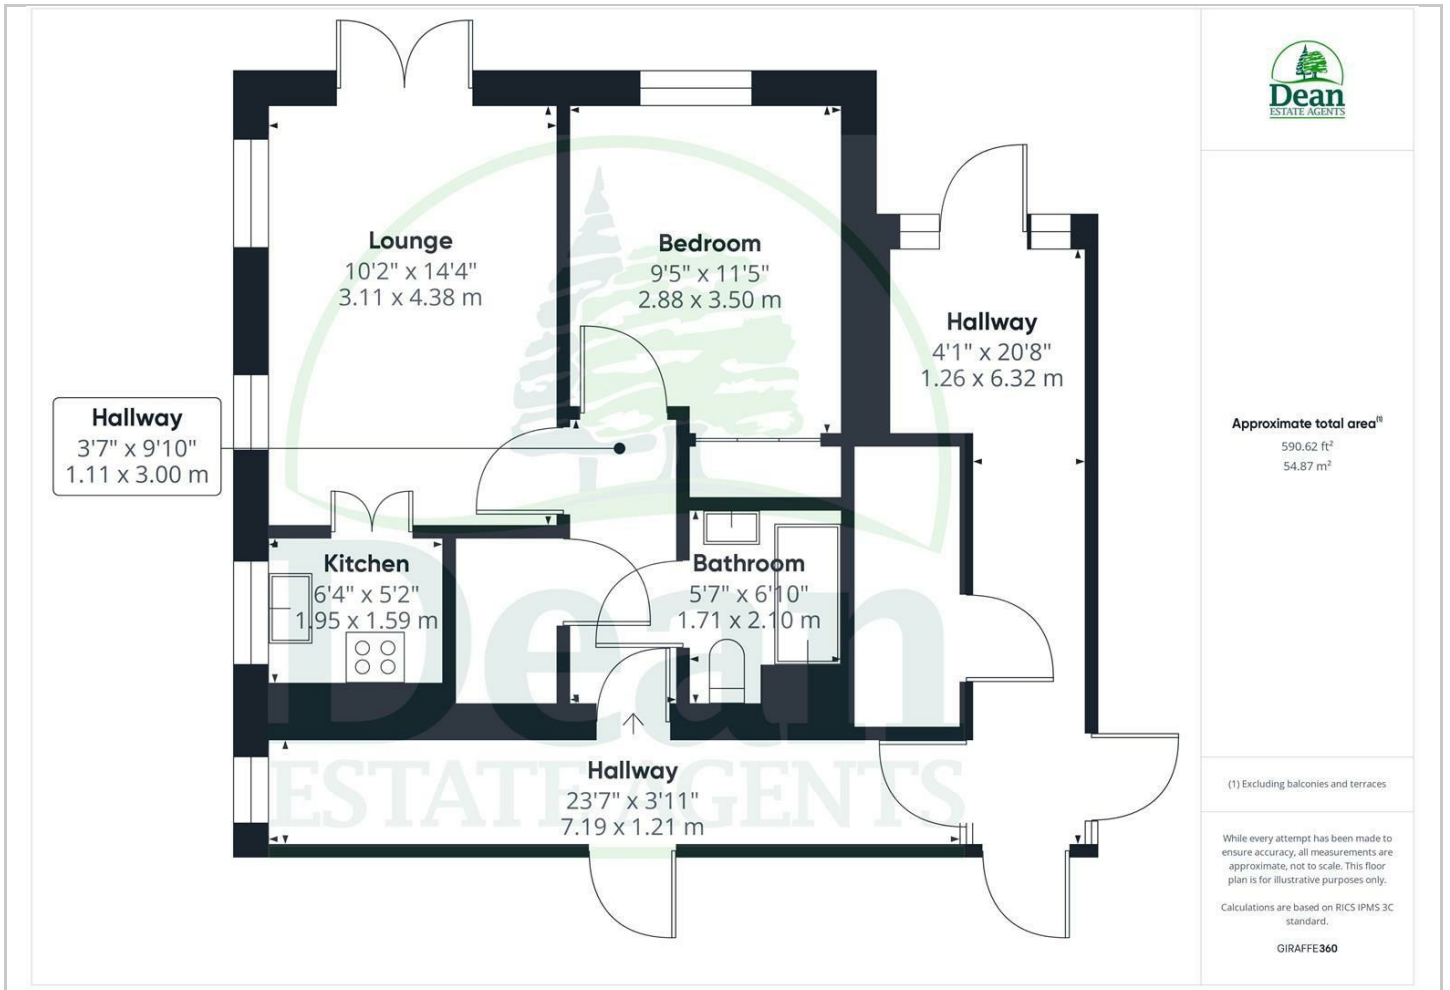 Dean
ESTATE AGENTS
Lounge
10'2" x 14'4"
3.11 x 4.38 m
Bedroom
9'5" x 11'5"
2.88 x 3.50 m
Hallway
4'1" x 20'8"
1.26 x 6.32 m
Hallway
3'7" x 9'10"
1.11 x 3.00 m
Kitchen
6'4" x 5'2"
1.95 x 1.59 m
Bathroom
5'7" x 6'10"
1.71 x 2.10 m
Hallway
23'7" x 3'11"
7.19 x 1.21 m
Dean
ESTATE AGENTS
Approximate total area(1)
590.62 ft²
54.87 m²
(1) Excluding balconies and terraces
While every attempt has been made to
ensure accuracy, all measurements are
approximate, not to scale. This floor
plan is for illustrative purposes only.
Calculations are based on RICS IPMS 3C
standard.
GIRAFFE360